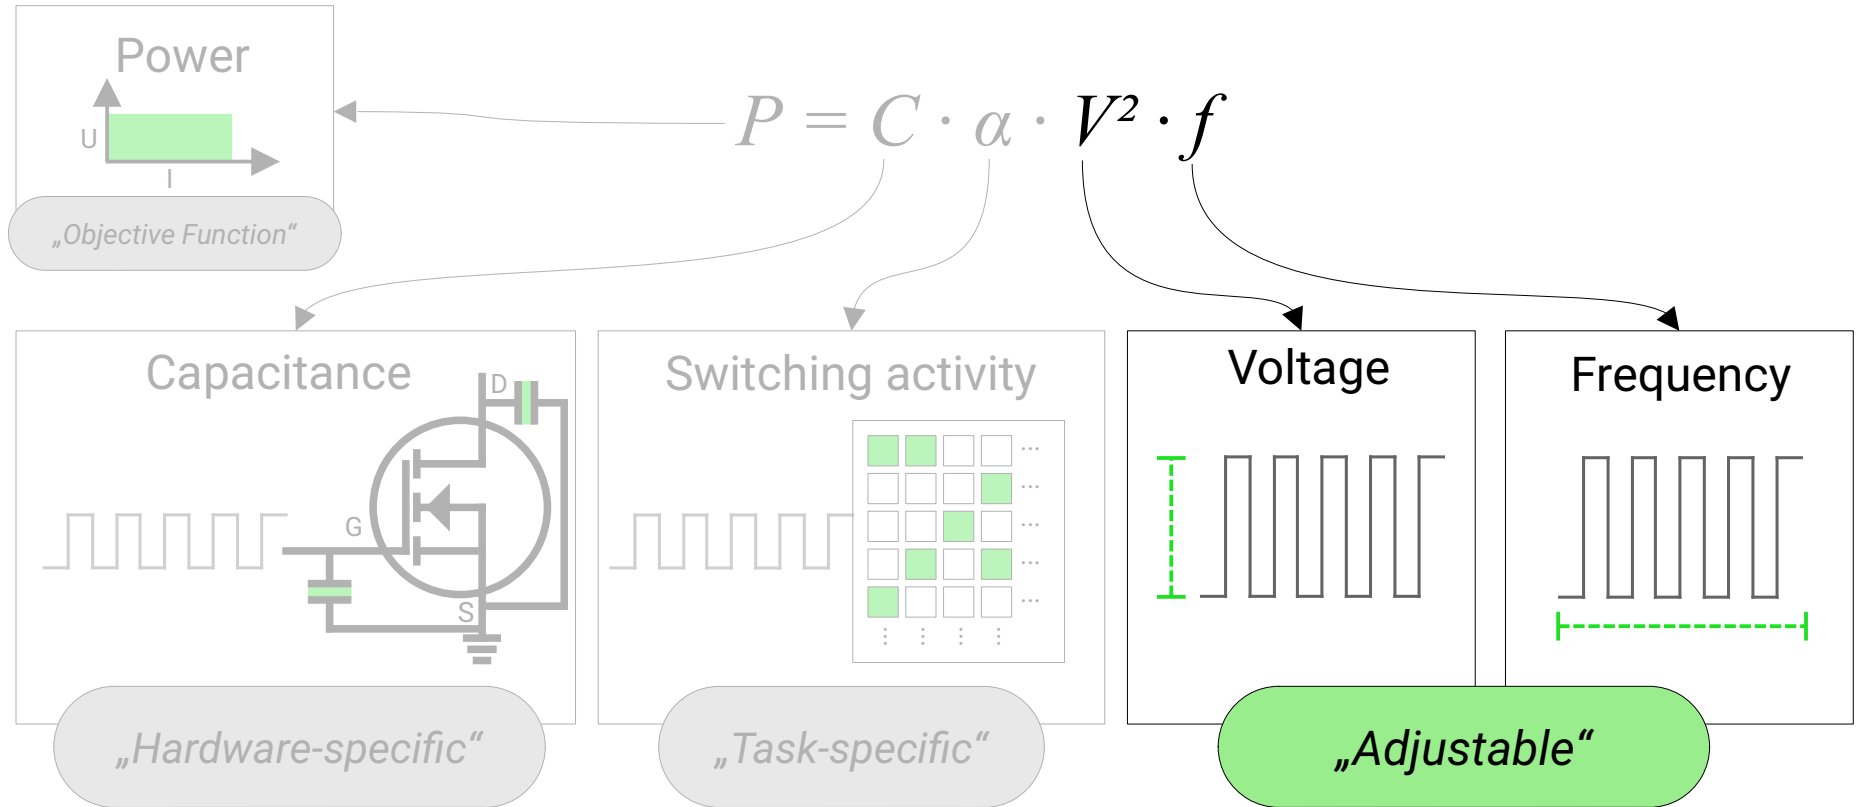 Power
U
I
„Objective Function“
P = C · α · V² · f
Capacitance
D
G
S
„Hardware-specific“
Switching activity
...
...
...
...
...
„Task-specific“
Voltage
Frequency
„Adjustable“